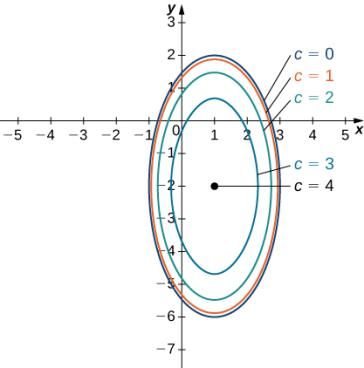 y
3
2
c = 0
c = 1
1
c = 2
−5 −4 −3 −2 −1 0 1 2 3 4 5 x
−1
c = 3
−2
c = 4
−3
−4
−5
−6
−7